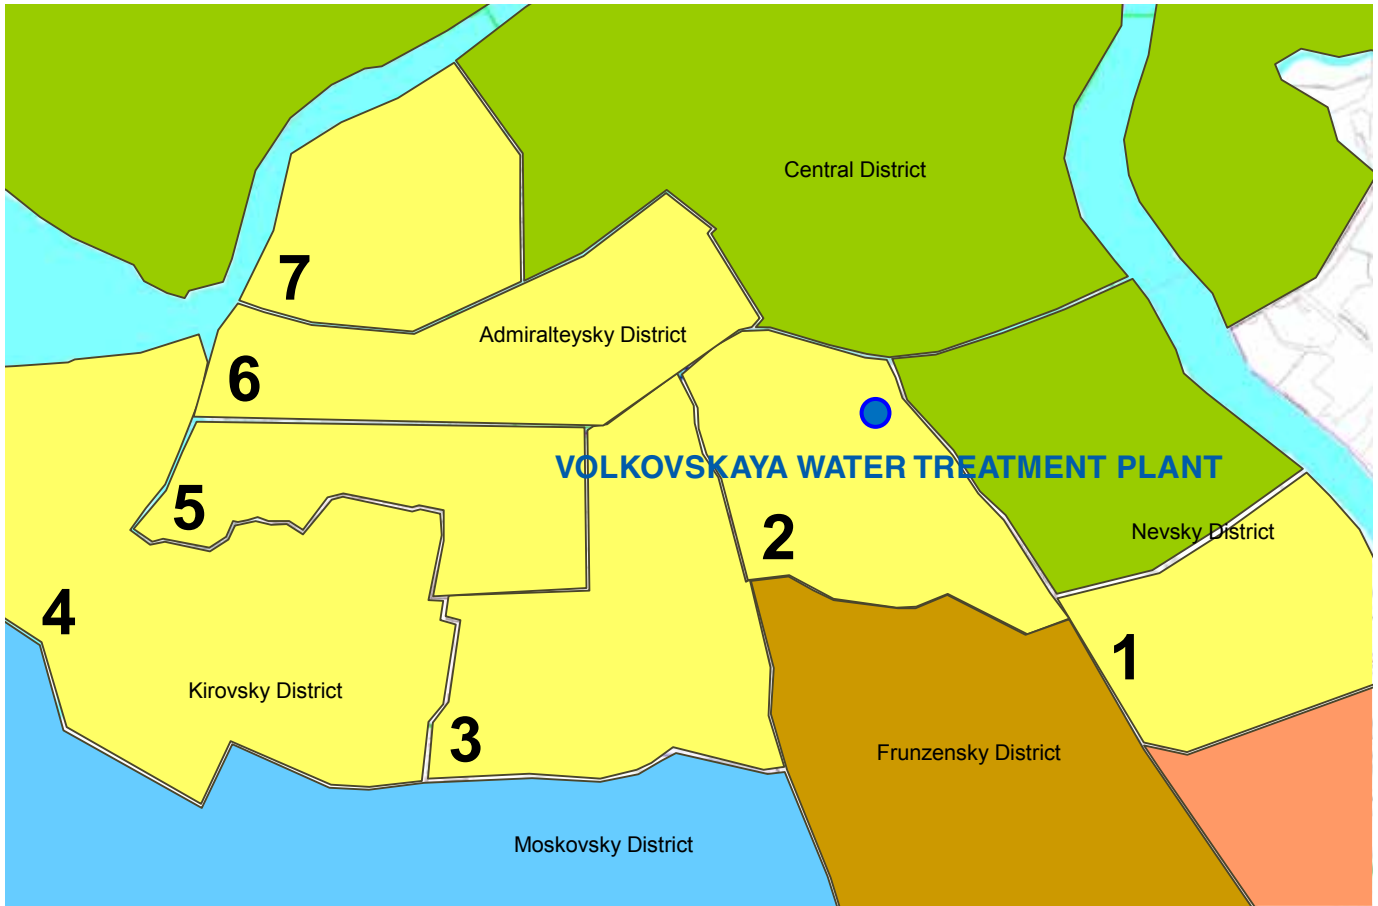 Central District
7
Admiralteysky District
6
VOLKOVSKAYA WATER TREATMENT PLANT
5
2
Nevsky District
4
1
Kirovsky District
3
Frunzensky District
Moskovsky District